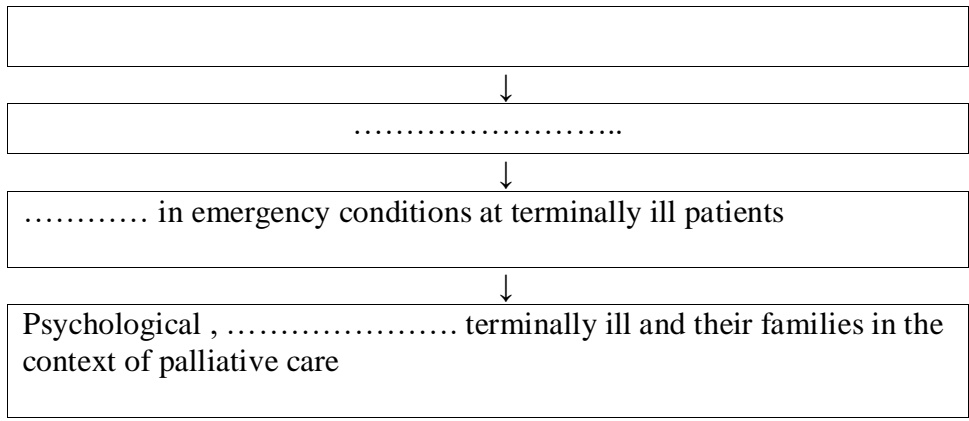 ↓
……………………..
↓
………… in emergency conditions at terminally ill patients
↓
Psychological , …………………. terminally ill and their families in the
context of palliative care